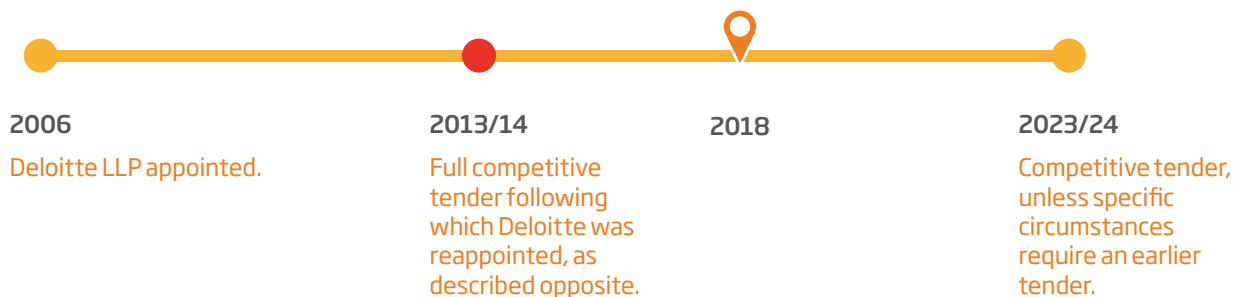 2006
Deloitte LLP appointed.
2013/14
Full competitive
tender following
which Deloitte was
reappointed, as
described opposite.
2018
2023/24
Competitive tender,
unless specific
circumstances
require an earlier
tender.